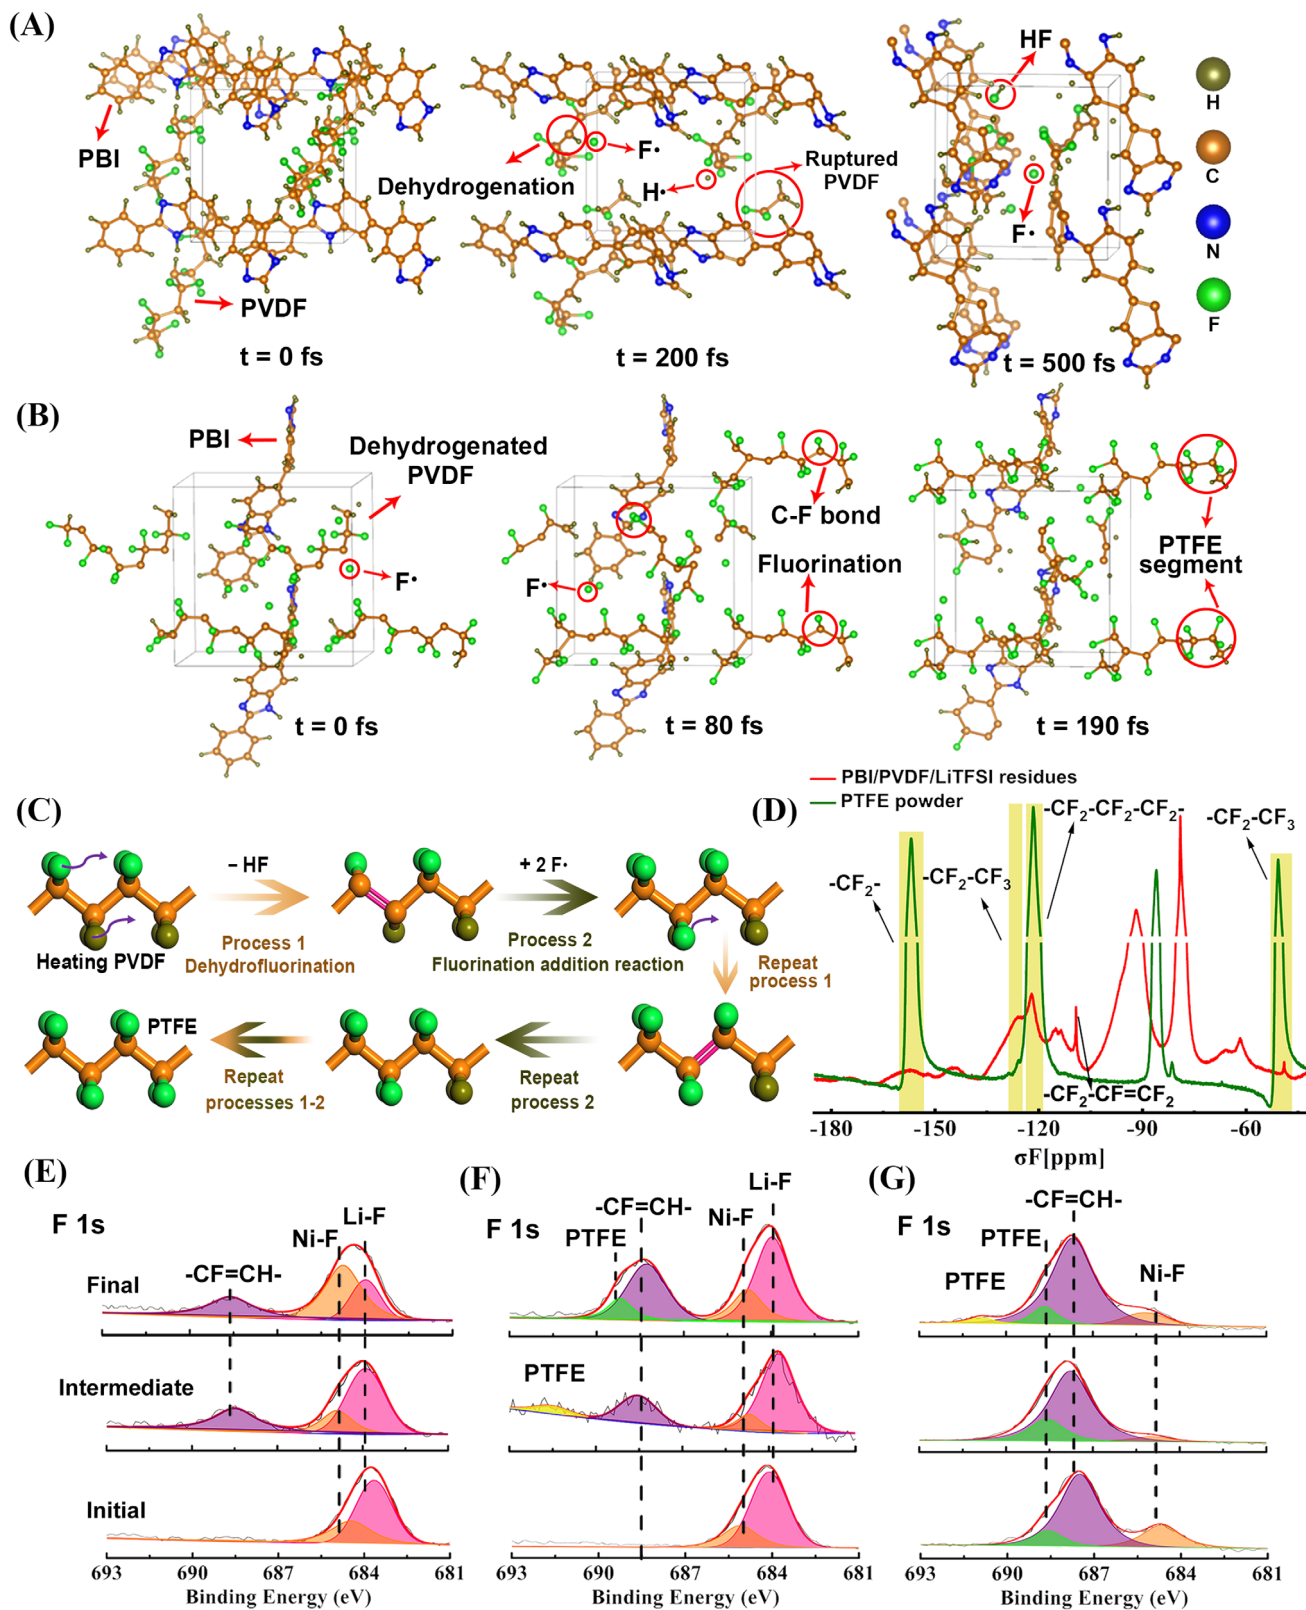 (A)
PBI
PVDF
t = 0 fs
Dehydrogenation
F·
H·
Ruptured
PVDF
t = 200 fs
HF
F·
t = 500 fs
H
C
N
F
(B)
PBI
Dehydrogenated
PVDF
F·
t = 0 fs
F·
C-F bond
Fluorination
t = 80 fs
PTFE
segment
t = 190 fs
(C)
Heating PVDF
– HF
Process 1
Dehydrofluorination
+ 2 F·
Process 2
Fluorination addition reaction
Repeat
process 1
Repeat
process 2
Repeat
processes 1-2
PTFE
(D)
PBI/PVDF/LiTFSI residues
PTFE powder
-CF₂-CF₂-CF₂-
-CF₂-CF₃
-CF₂-
-CF₂-CF₃
-CF₂-CF=CF₂
-180 -150 -120 -90 -60
σF[ppm]
(E)
F 1s
Li-F
Ni-F
-CF=CH-
Final
Intermediate
Initial
693 690 687 684 681
Binding Energy (eV)
(F)
F 1s
Li-F
-CF=CH-
Ni-F
PTFE
PTFE
693 690 687 684 681
Binding Energy (eV)
(G)
-CF=CH-
F 1s
PTFE
PTFE
Ni-F
693 690 687 684 681
Binding Energy (eV)